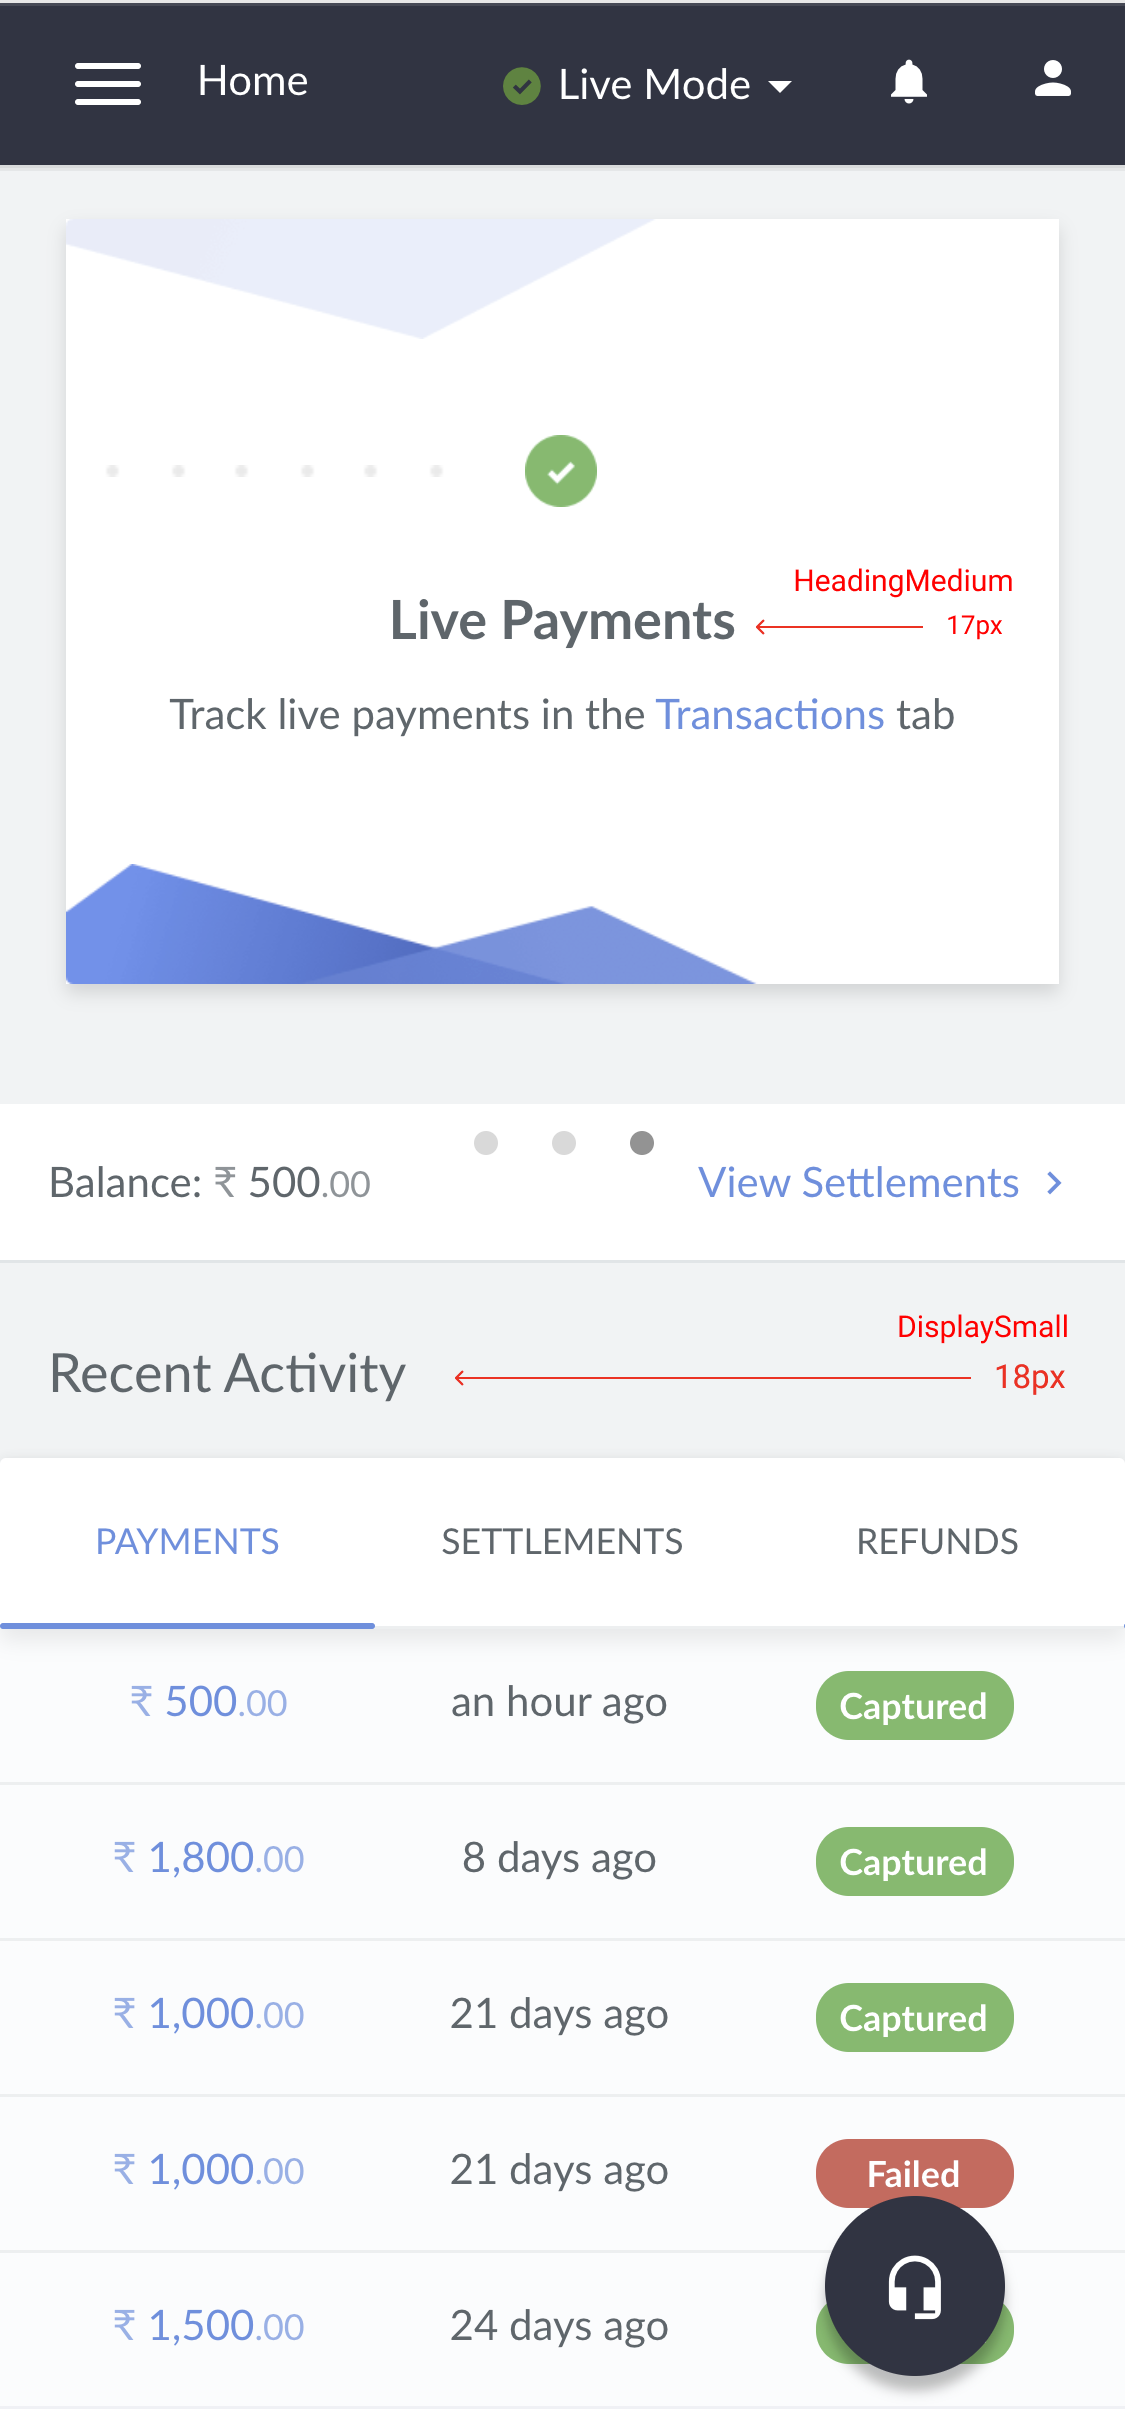 Home
Live Mode
HeadingMedium
Live Payments
17px
Track live payments in the Transactions tab
Balance: ₹ 500.00
View Settlements
DisplaySmall
Recent Activity
18px
PAYMENTS SETTLEMENTS REFUNDS
₹ 500.00 an hour ago Captured
₹ 1,800.00 8 days ago Captured
₹ 1,000.00 21 days ago Captured
₹ 1,000.00 21 days ago Failed
₹ 1,500.00 24 days ago